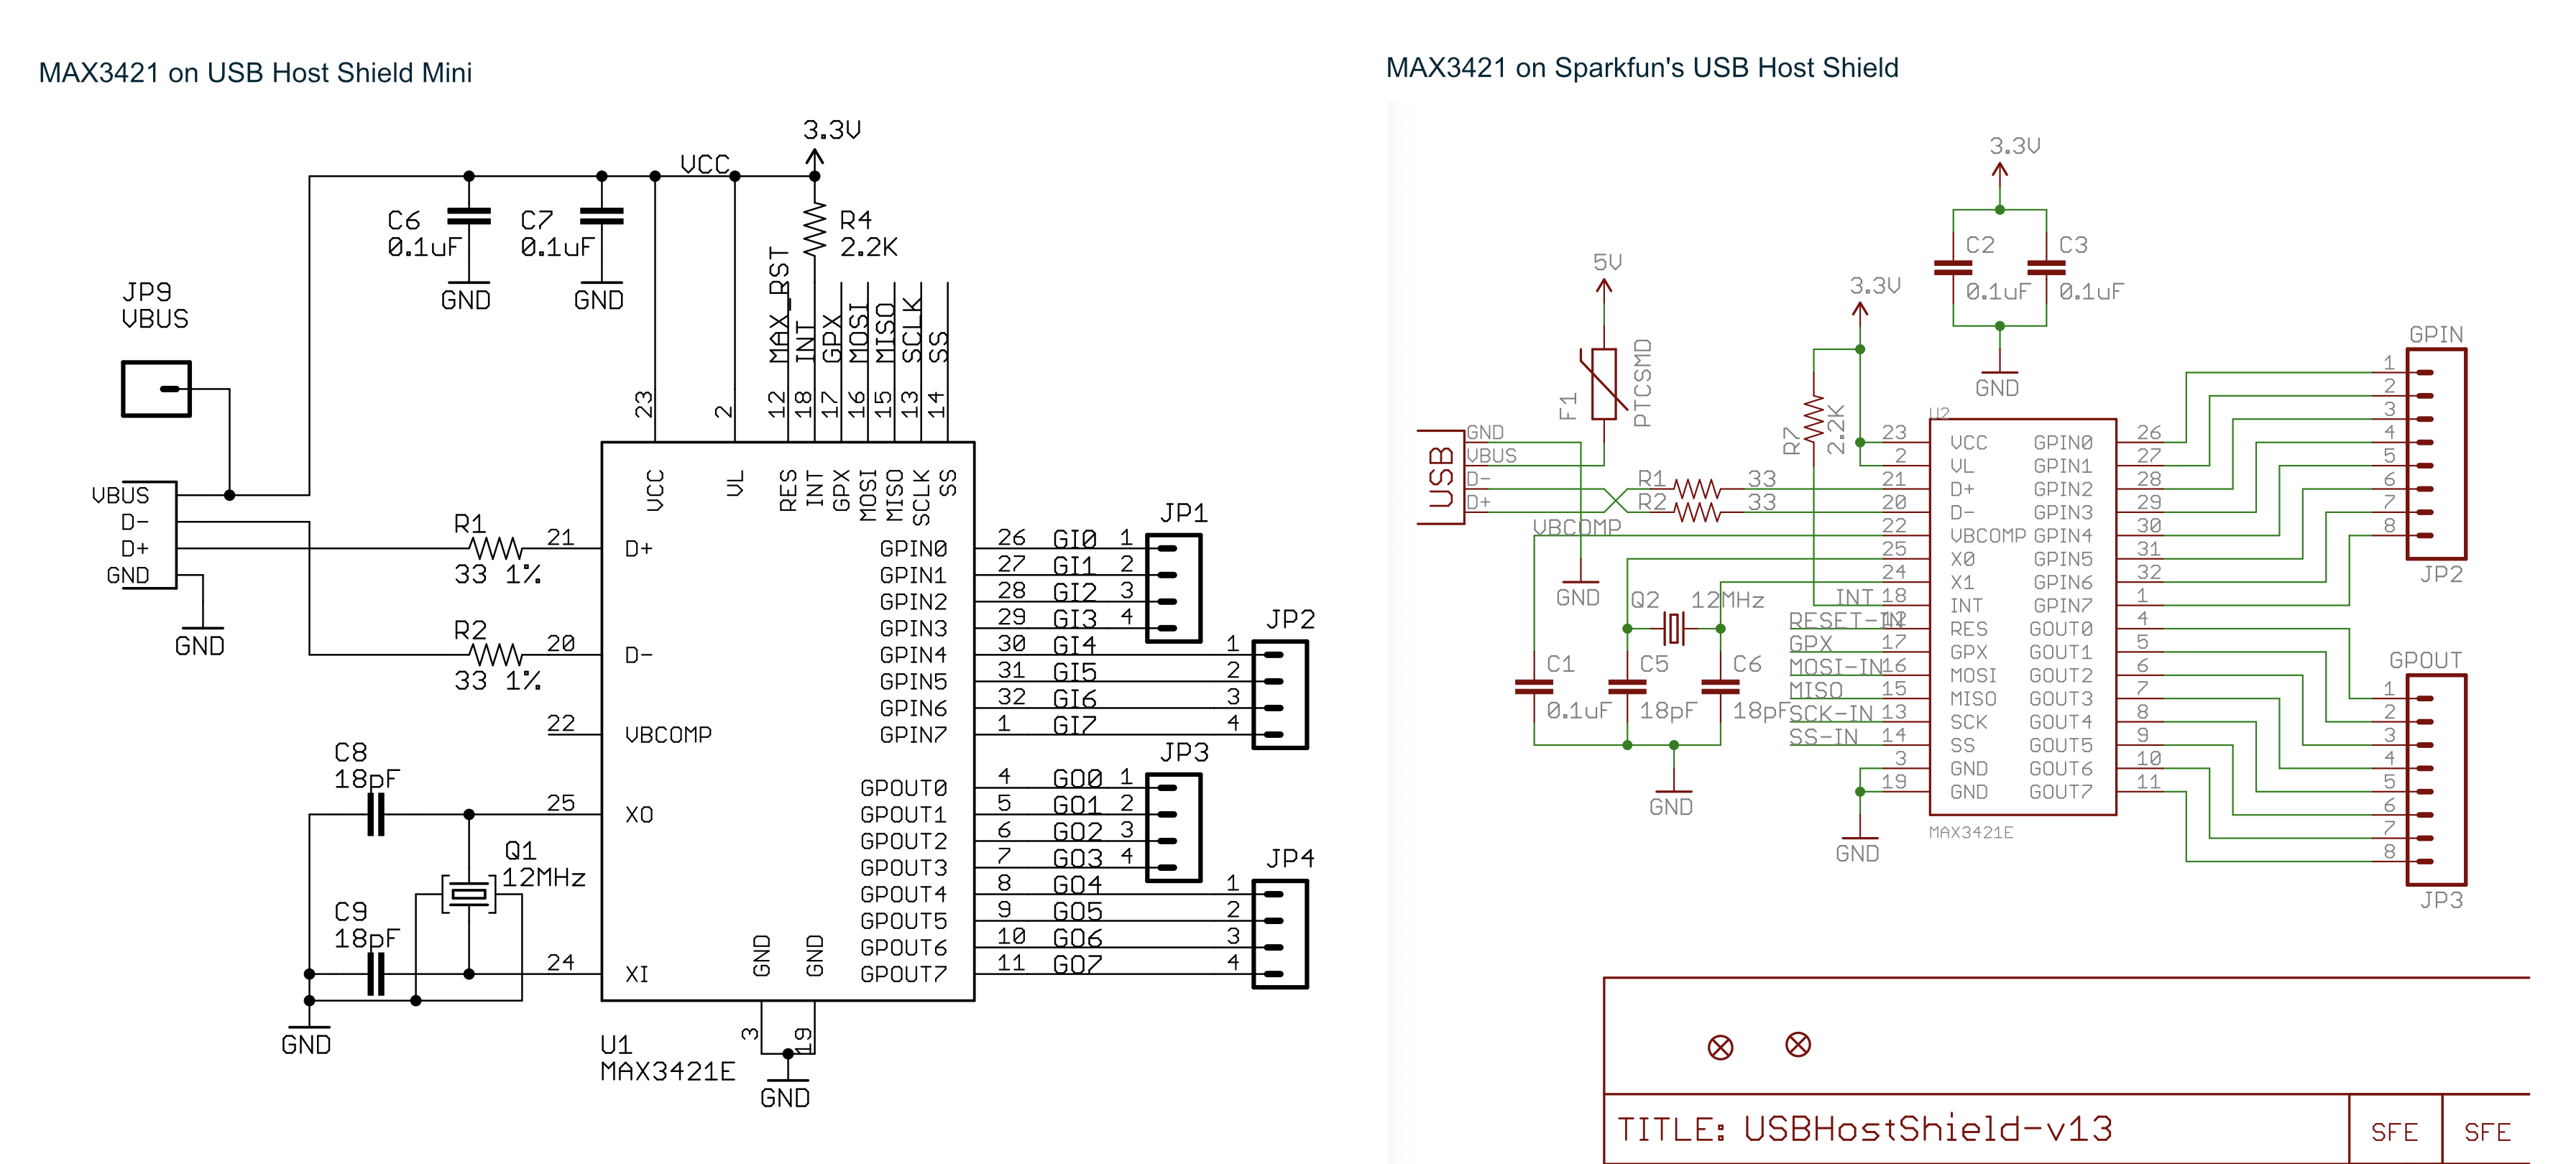 MAX3421 on USB Host Shield Mini
3.3V
VCC
C6
0.1uF
C7
0.1uF
R4
2.2K
GND
GND
JP9
VBUS
MAX_RST
INT
GPX
MOSI
MISO
SCLK
SS
23
2
12
18
17
16
15
13
14
VCC
VL
RES
INT
GPX
MOSI
MISO
SCLK
SS
VBUS
D-
D+
GND
GND
R1
33 1%
21
D+
R2
33 1%
20
D-
22
VBCOMP
C8
18pF
25
XO
Q1
12MHz
C9
18pF
24
XI
GND
GPIN0 26 GI0 1
GPIN1 27 GI1 2
GPIN2 28 GI2 3
GPIN3 29 GI3 4
JP1
GPIN4 30 GI4 1
GPIN5 31 GI5 2
GPIN6 32 GI6 3
GPIN7 1 GI7 4
JP2
GPOUT0 4 GO0 1
GPOUT1 5 GO1 2
GPOUT2 6 GO2 3
GPOUT3 7 GO3 4
JP3
GPOUT4 8 GO4 1
GPOUT5 9 GO5 2
GPOUT6 10 GO6 3
GPOUT7 11 GO7 4
JP4
GND
GND
3
19
GND
U1
MAX3421E
MAX3421 on Sparkfun's USB Host Shield
3.3V
C2
0.1uF
C3
0.1uF
GND
5V
F1
PTCSMD
3.3V
R7
2.2K
USB
GND
VBUS
D-
D+
R1 33
R2 33
VBCOMP
GND
Q2 12MHz
C1
0.1uF
C5
18pF
C6
18pF
GND
U2
23 VCC
2 VL
21 D+
20 D-
22 VBCOMP
25 X0
24 X1
INT 18 INT
RESET-IN 12 RES
GPX 17 GPX
MOSI-IN 16 MOSI
MISO 15 MISO
SCK-IN 13 SCK
SS-IN 14 SS
3 GND
19 GND
GND
MAX3421E
GPIN0 26
GPIN1 27
GPIN2 28
GPIN3 29
GPIN4 30
GPIN5 31
GPIN6 32
GPIN7 1
GOUT0 4
GOUT1 5
GOUT2 6
GOUT3 7
GOUT4 8
GOUT5 9
GOUT6 10
GOUT7 11
GPIN
1
2
3
4
5
6
7
8
JP2
GPOUT
1
2
3
4
5
6
7
8
JP3
TITLE: USBHostShield-v13
SFE
SFE